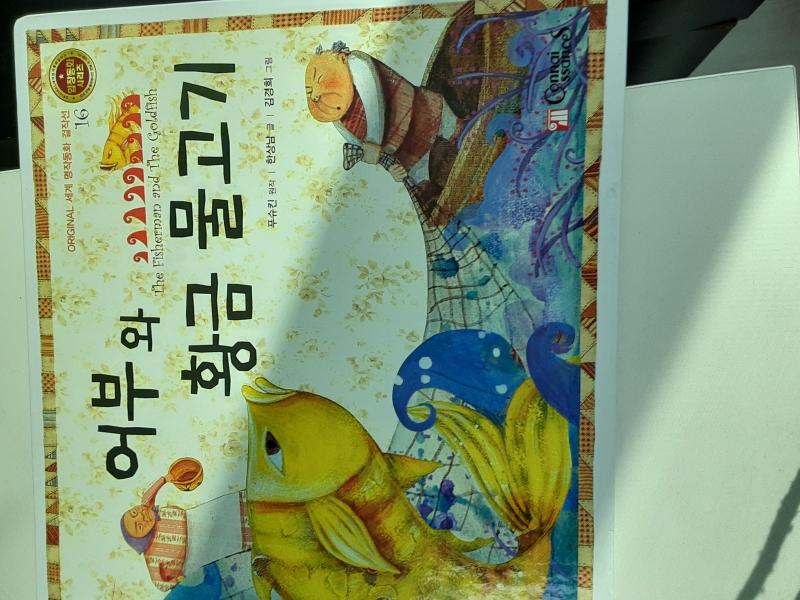 ORIGINAL 세계 명작동화 걸작선
16
The Fisherman and The Goldfish
어부와
황금 물고기
푸슈킨 원작 | 한상남 글 | 김경희 그림